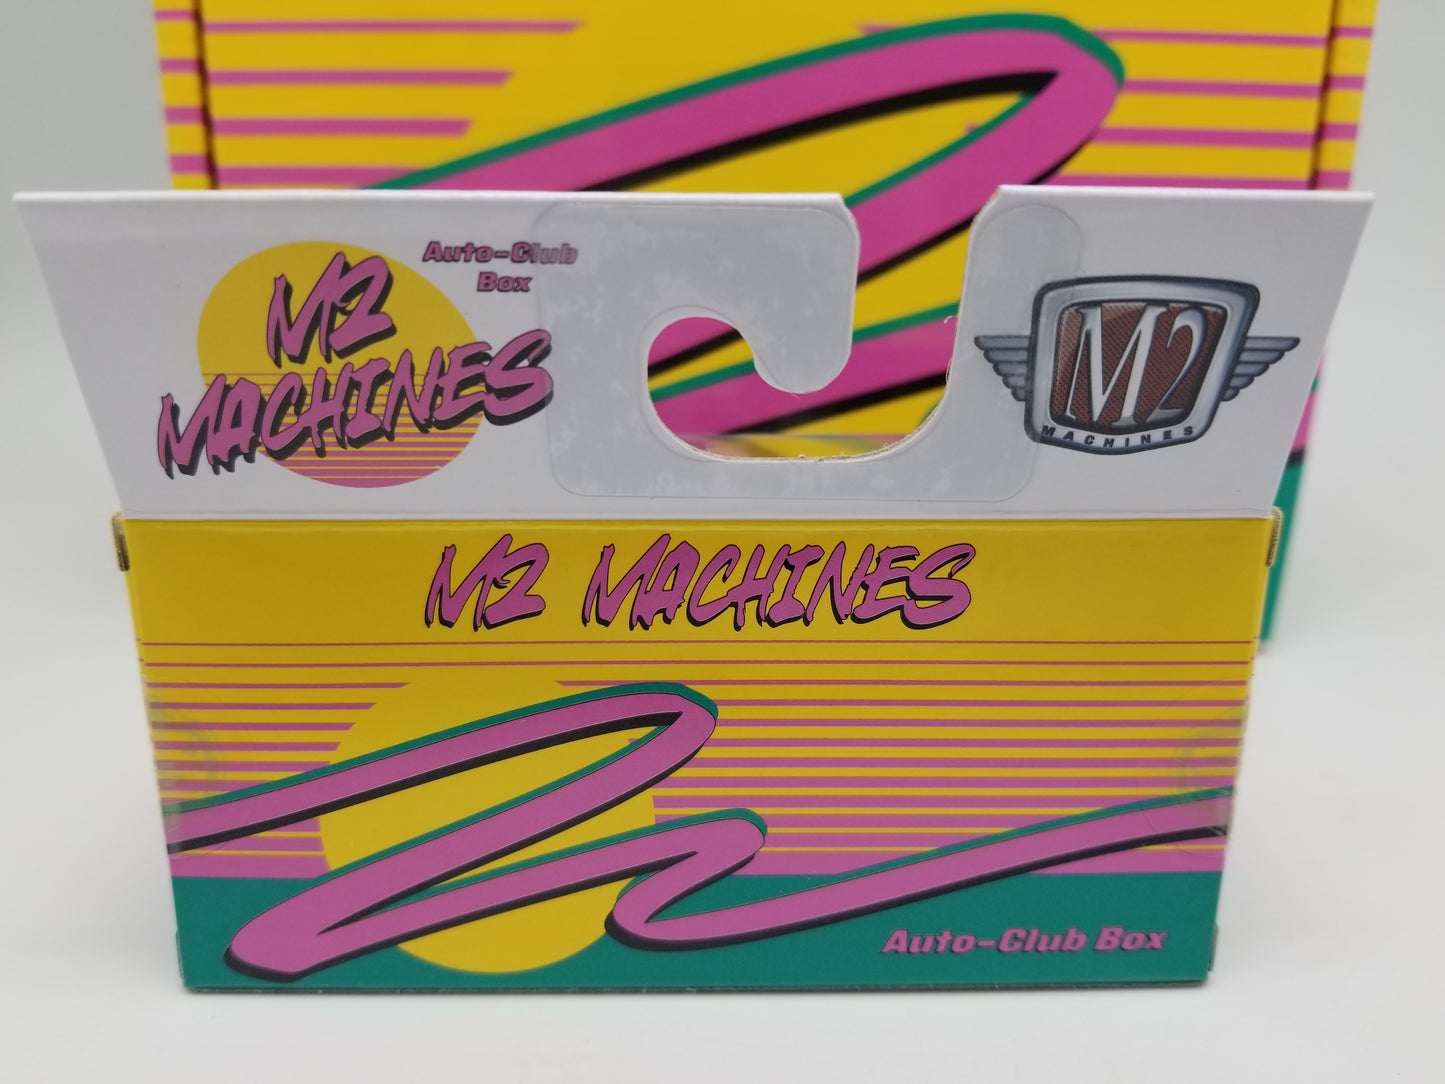 Auto-Club
Box
M2
MACHINES
M2
MACHINES
M2 MACHINES
Auto-Club Box